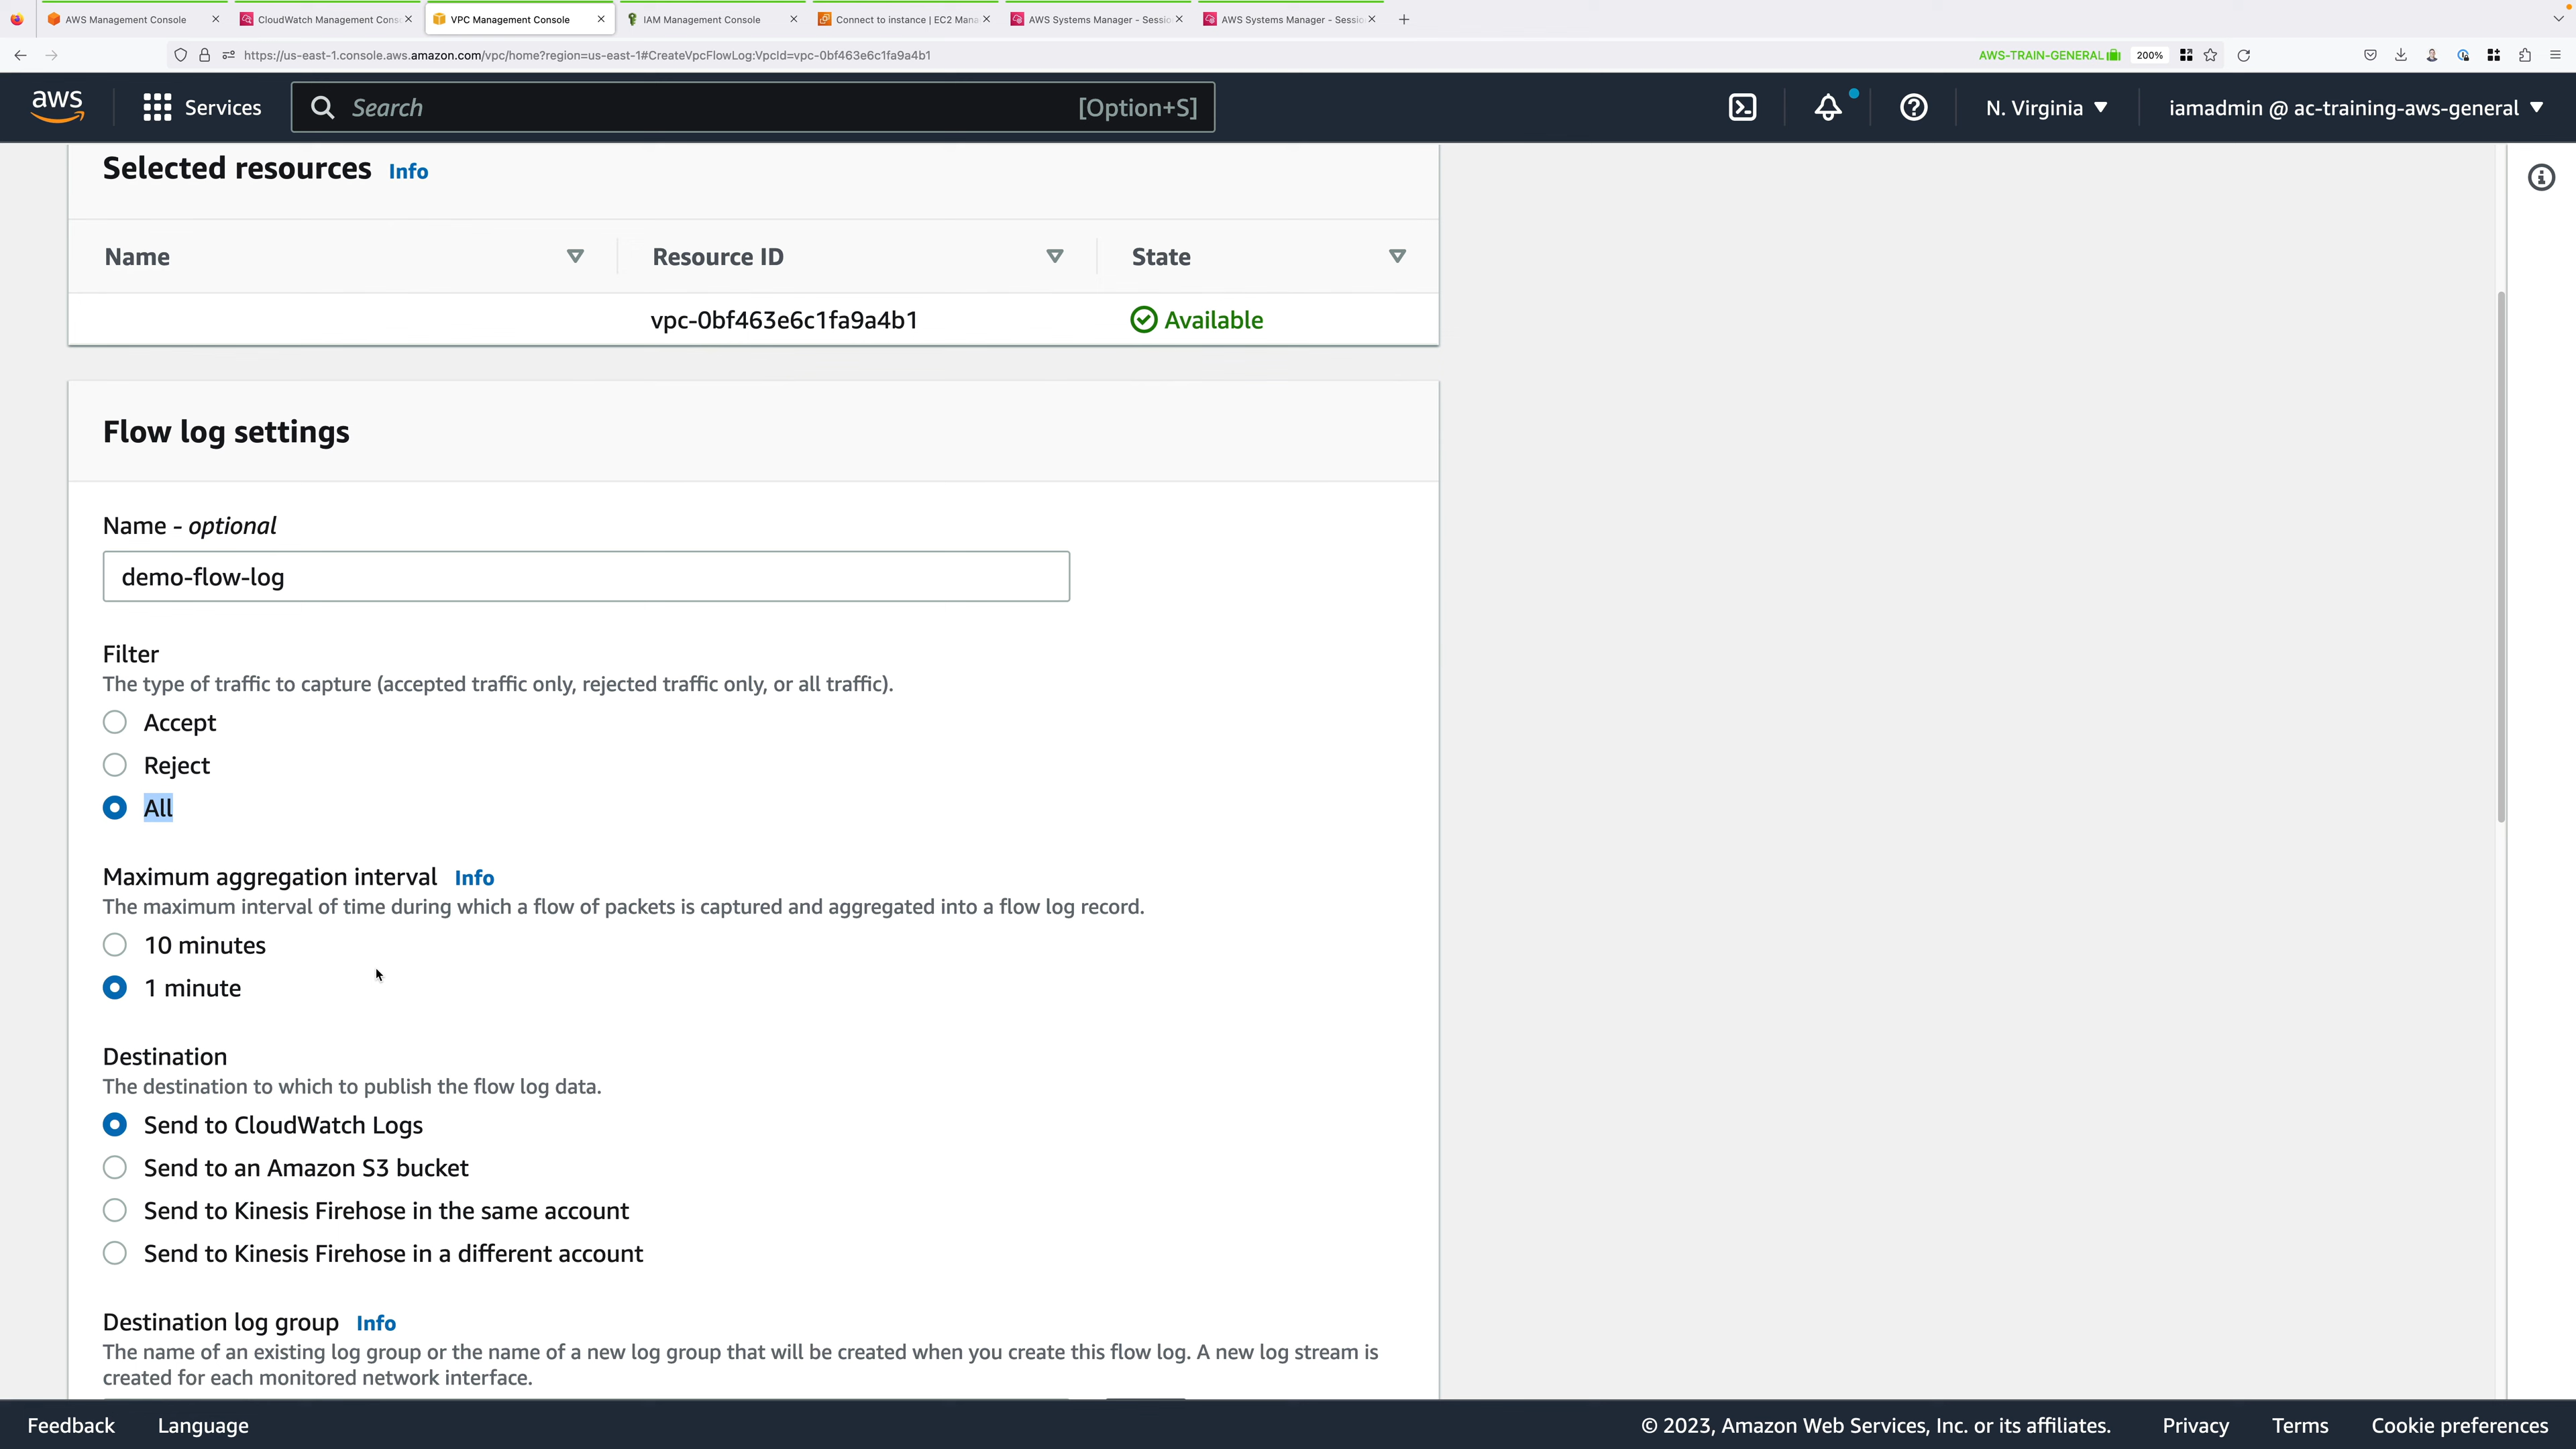 AWS Management Console
CloudWatch Management Cons
VPC Management Console
IAM Management Console
Connect to instance | EC2 Mana
AWS Systems Manager - Sessio
AWS Systems Manager - Sessio
https://us-east-1.console.aws.amazon.com/vpc/home?region=us-east-1#CreateVpcFlowLog:VpcId=vpc-0bf463e6c1fa9a4b1
AWS-TRAIN-GENERAL
200%
aws
Services
Search
[Option+S]
N. Virginia
iamadmin @ ac-training-aws-general
Selected resources Info
Name Resource ID State
vpc-0bf463e6c1fa9a4b1 Available
Flow log settings
Name - optional
demo-flow-log
Filter
The type of traffic to capture (accepted traffic only, rejected traffic only, or all traffic).
Accept
Reject
All
Maximum aggregation interval Info
The maximum interval of time during which a flow of packets is captured and aggregated into a flow log record.
10 minutes
1 minute
Destination
The destination to which to publish the flow log data.
Send to CloudWatch Logs
Send to an Amazon S3 bucket
Send to Kinesis Firehose in the same account
Send to Kinesis Firehose in a different account
Destination log group Info
The name of an existing log group or the name of a new log group that will be created when you create this flow log. A new log stream is
created for each monitored network interface.
Feedback Language © 2023, Amazon Web Services, Inc. or its affiliates. Privacy Terms Cookie preferences